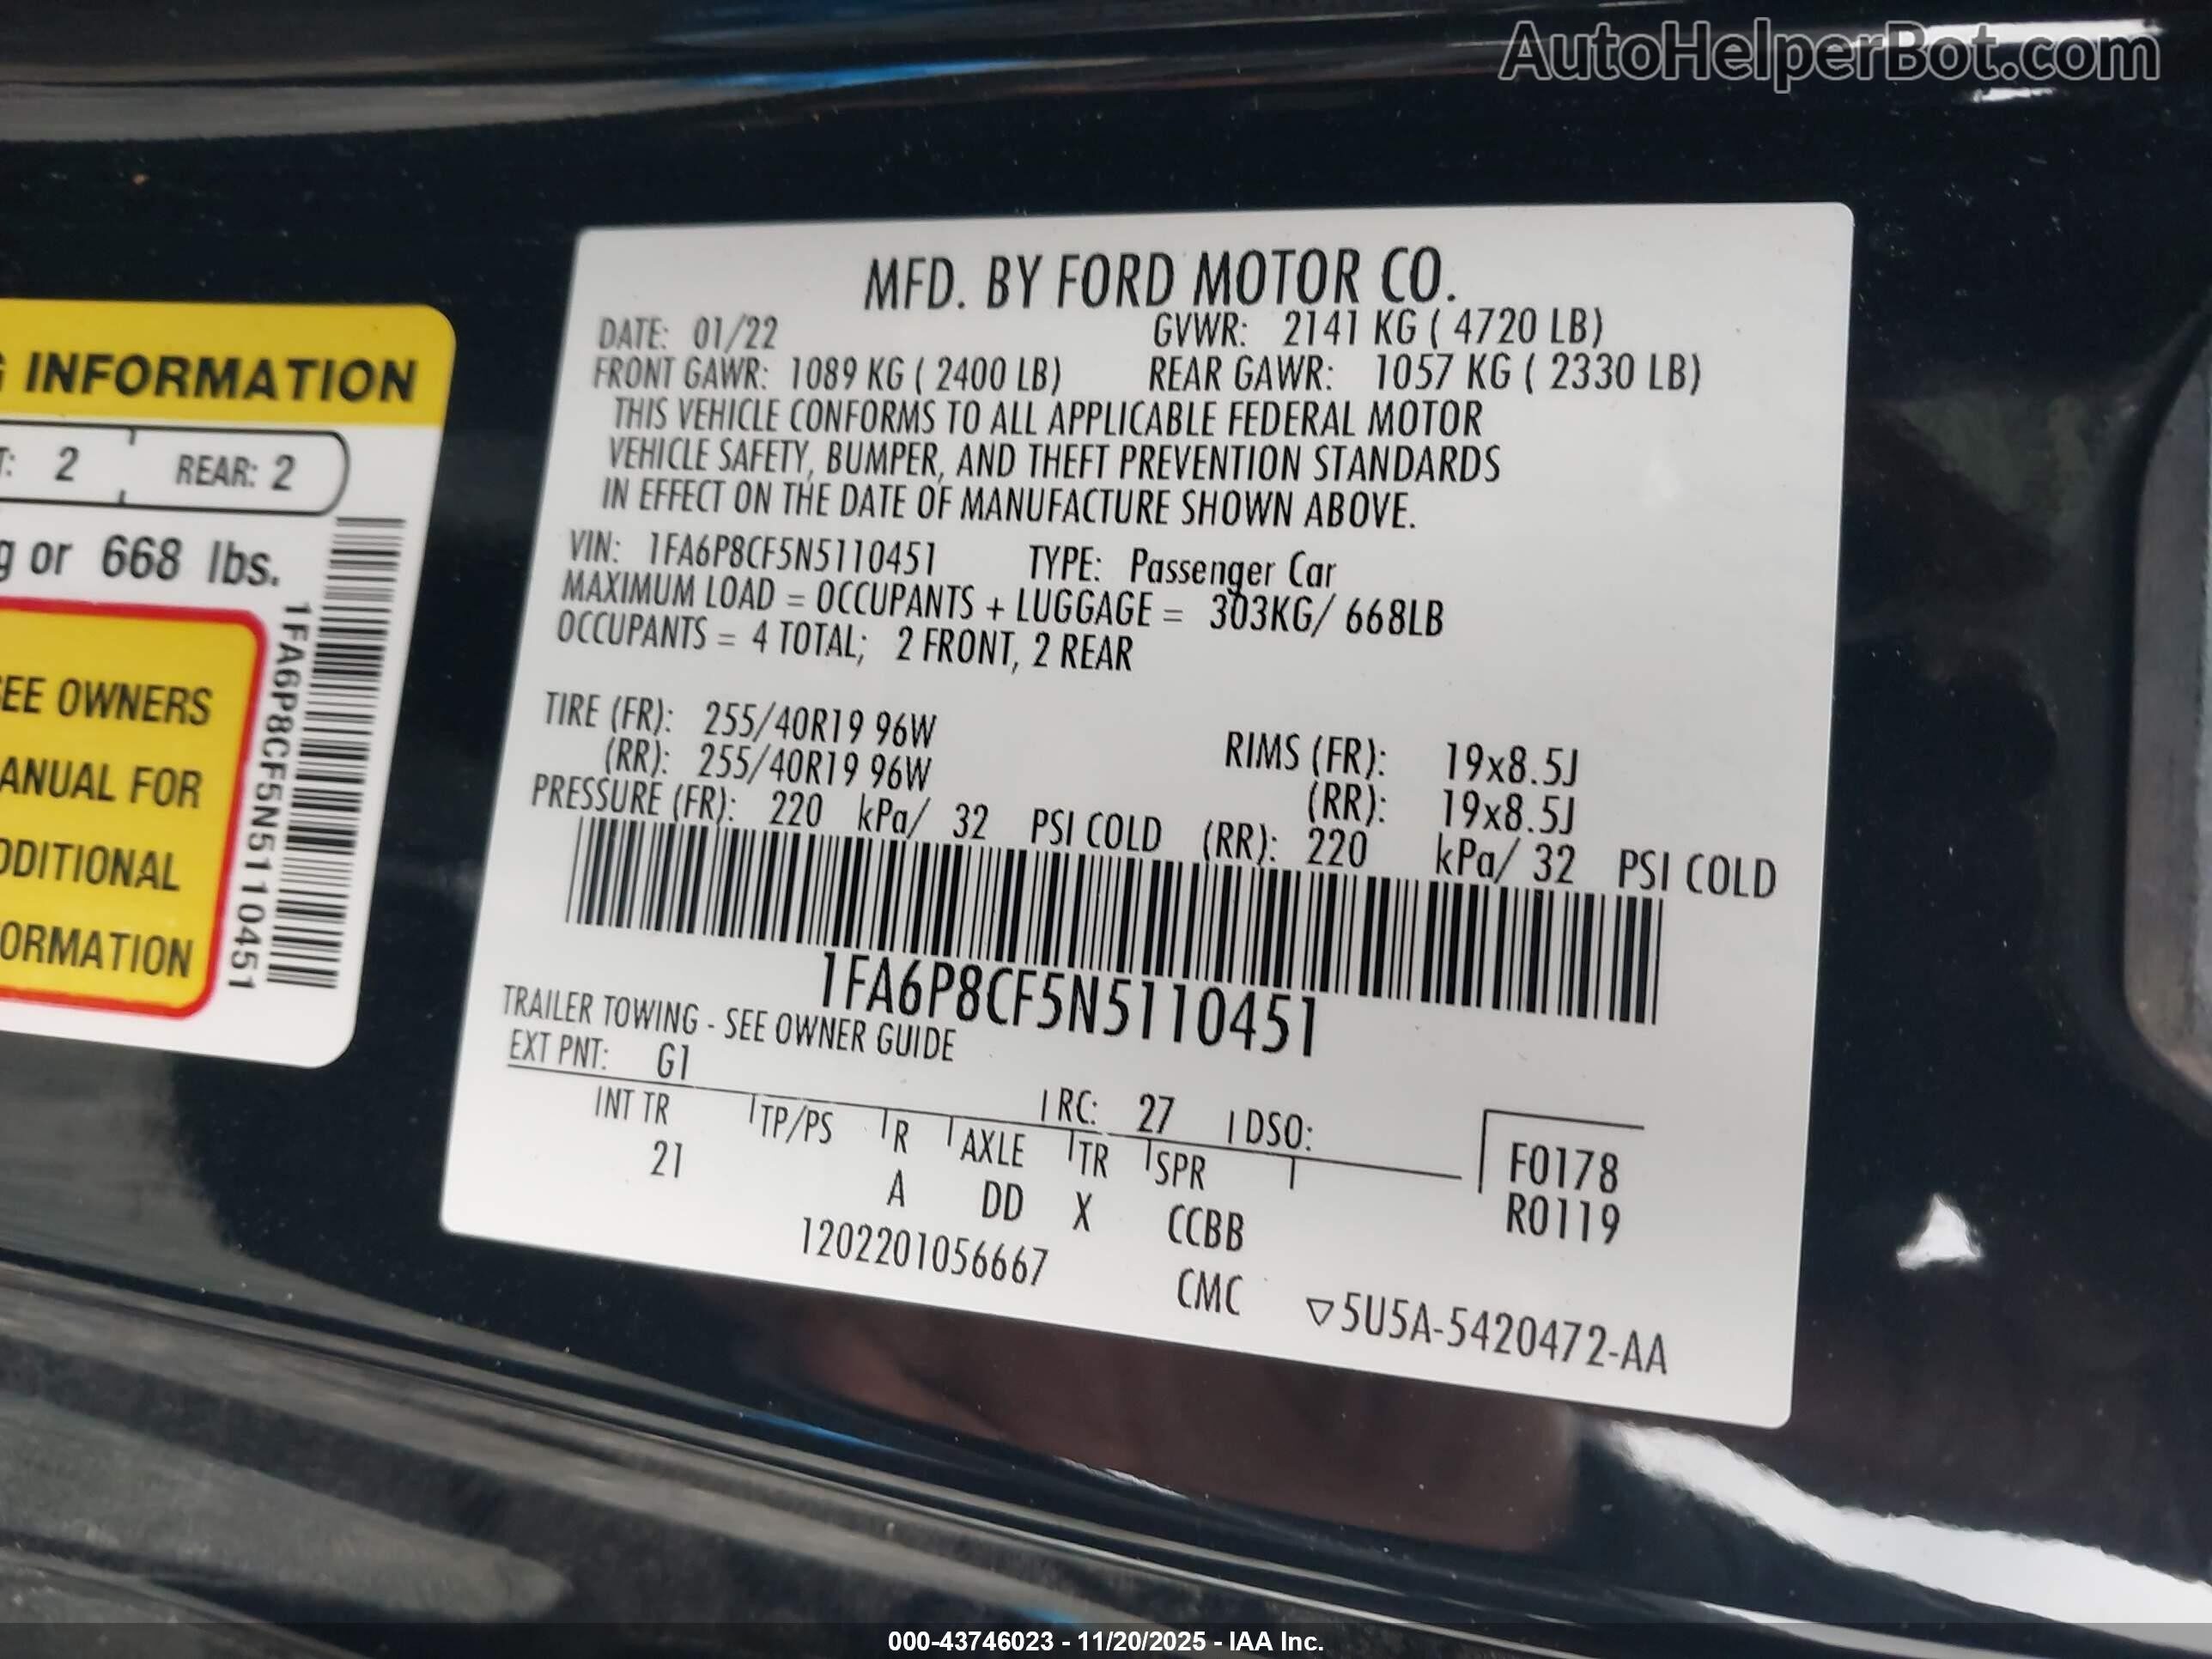 AutoHelperBot.com
INFORMATION
2 REAR: 2
or 668 lbs.
OWNERS
FOR
1FA6P8CF5N5110451
MFD. BY FORD MOTOR CO.
DATE: 01/22 GVWR: 2141 KG ( 4720 LB)
FRONT GAWR: 1089 KG ( 2400 LB) REAR GAWR: 1057 KG ( 2330 LB)
THIS VEHICLE CONFORMS TO ALL APPLICABLE FEDERAL MOTOR
VEHICLE SAFETY, BUMPER, AND THEFT PREVENTION STANDARDS
IN EFFECT ON THE DATE OF MANUFACTURE SHOWN ABOVE.
VIN: 1FA6P8CF5N5110451 TYPE: Passenger Car
MAXIMUM LOAD = OCCUPANTS + LUGGAGE = 303KG/ 668LB
OCCUPANTS = 4 TOTAL; 2 FRONT, 2 REAR
TIRE (FR): 255/40R19 96W RIMS (FR): 19x8.5J
(RR): 255/40R19 96W (RR): 19x8.5J
PRESSURE (FR): 220 kPa/ 32 PSI COLD (RR): 220 kPa/ 32 PSI COLD
1FA6P8CF5N5110451
TRAILER TOWING - SEE OWNER GUIDE
EXT PNT: G1 RC: 27 DSO:
INT TR TP/PS R AXLE TR SPR F0178
21 A DD X CCBB R0119
1202201056667 CMC ▽5U5A-5420472-AA
000-43746023 - 11/20/2025 - IAA Inc.